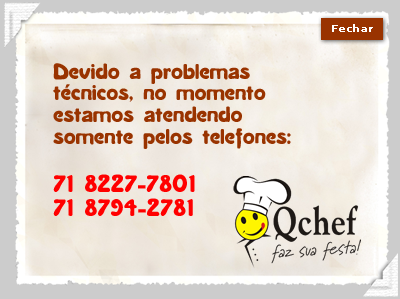 Fechar
Devido a problemas
técnicos, no momento
estamos atendendo
somente pelos telefones:
71 8227-7801
71 8794-2781
Qchef
faz sua festa!